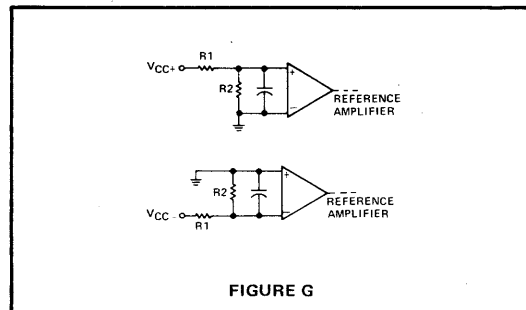 R1
VCC+
R2
+
−
REFERENCE
AMPLIFIER
+
R2
−
REFERENCE
AMPLIFIER
VCC-
R1
FIGURE G